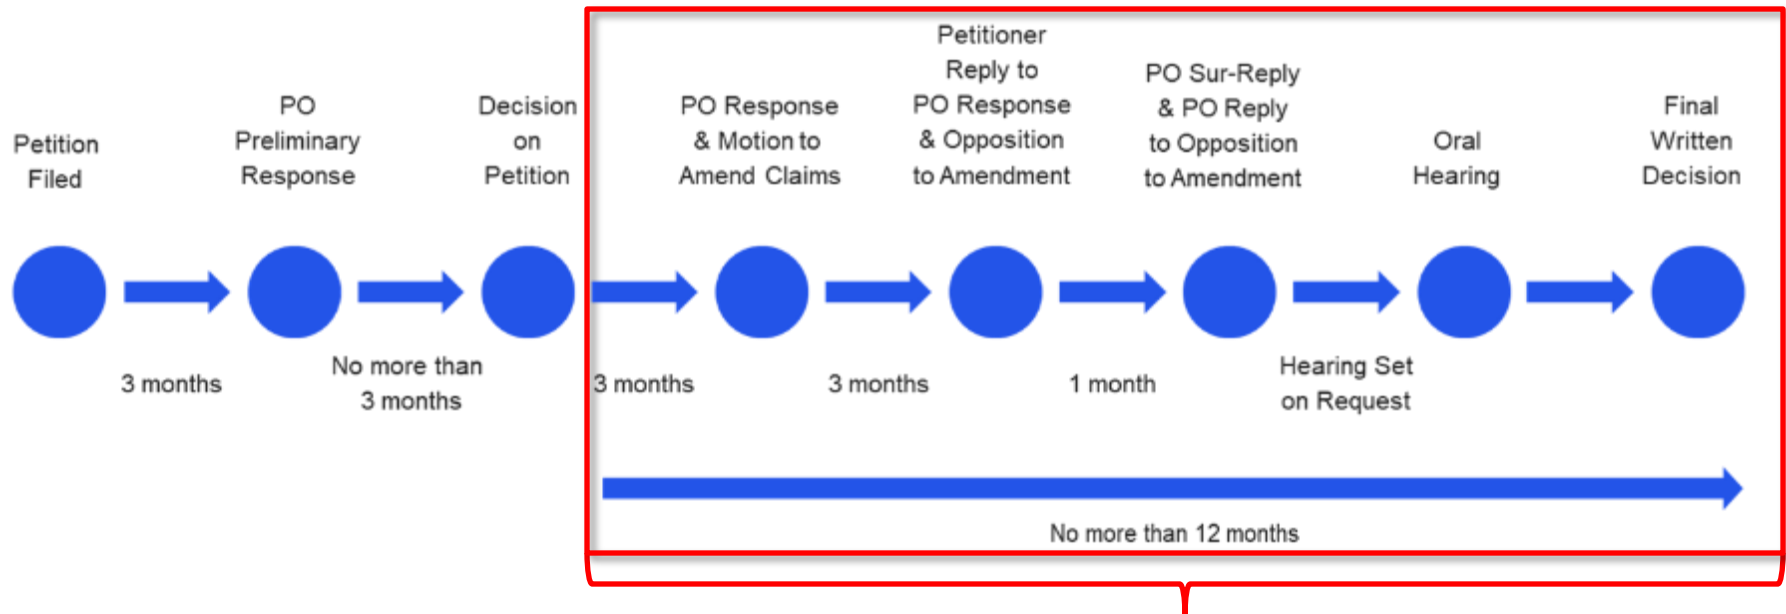 Petition
Filed
PO
Preliminary
Response
Decision
on
Petition
PO Response
& Motion to
Amend Claims
Petitioner
Reply to
PO Response
& Opposition
to Amendment
PO Sur-Reply
& PO Reply
to Opposition
to Amendment
Oral
Hearing
Final
Written
Decision
3 months
No more than
3 months
3 months
3 months
1 month
Hearing Set
on Request
No more than 12 months